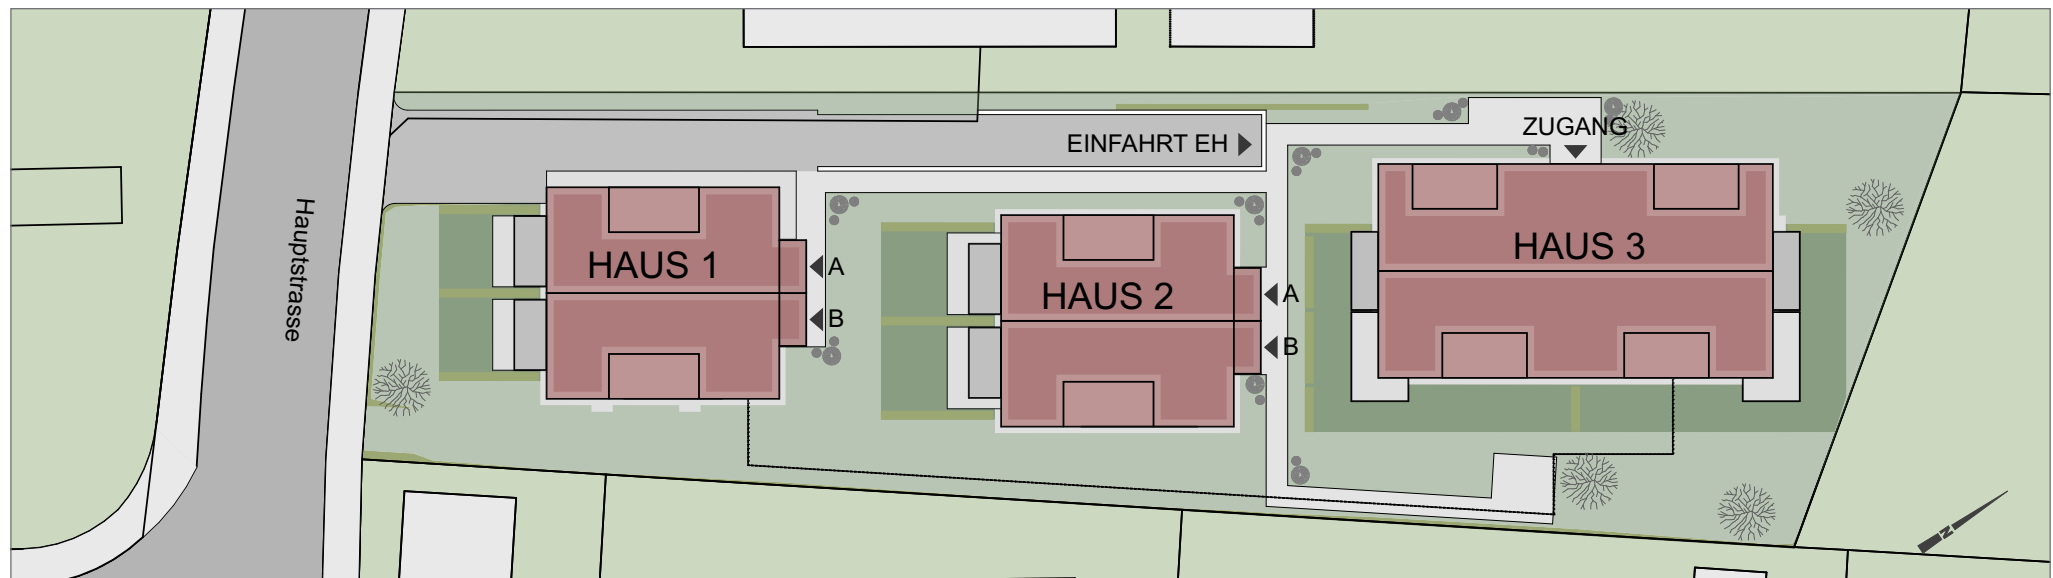 EINFAHRT EH
ZUGANG
Hauptstrasse
HAUS 1
A
B
HAUS 2
A
B
HAUS 3
N